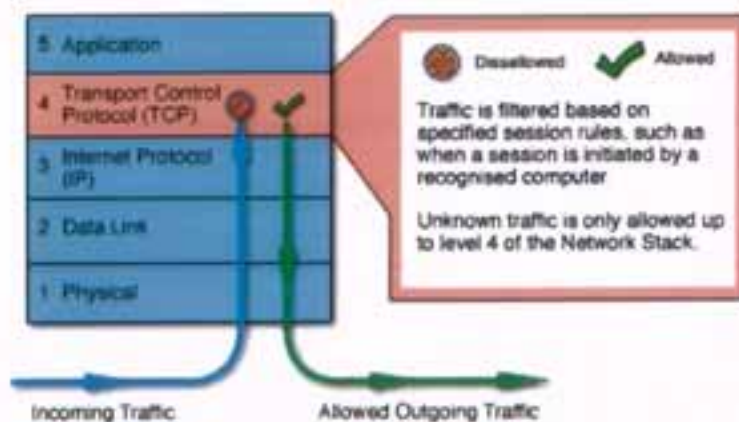 5 Application
4 Transport Control
Protocol (TCP)
3 Internet Protocol
(IP)
2 Data Link
1 Physical
Incoming Traffic
Allowed Outgoing Traffic
Dissellowed
Allowed
Traffic is filtered based on
specified session rules, such as
when a session is initiated by a
recognised computer
Unknown traffic is only allowed up
to level 4 of the Network Stack.